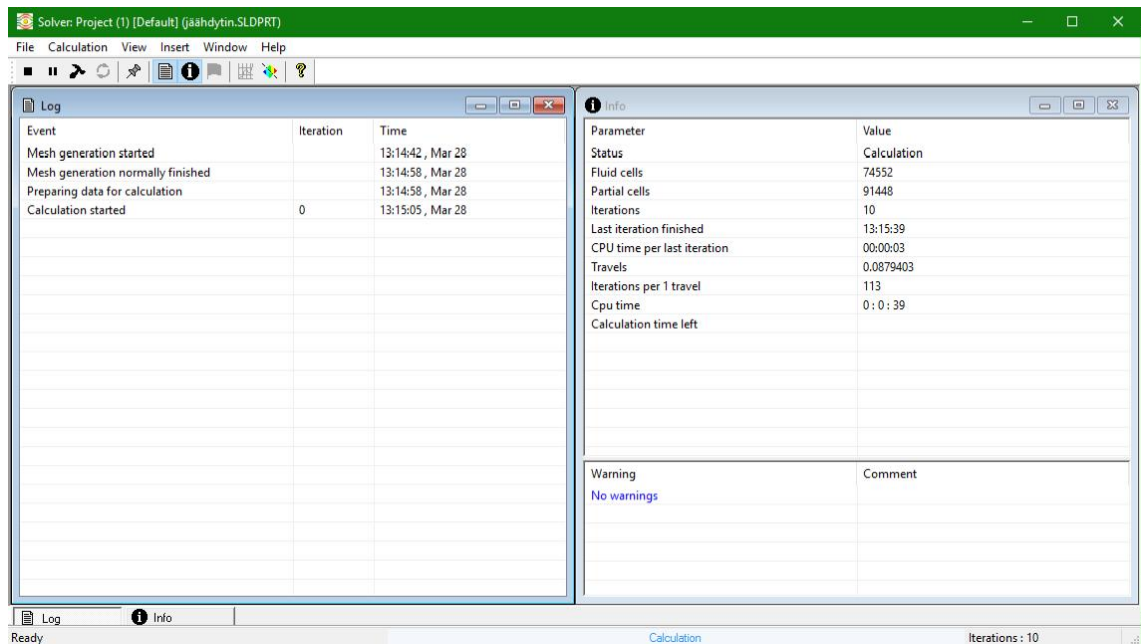 Solver: Project (1) [Default] (jäähdytin.SLDPRT)
File Calculation View Insert Window Help
Log
Event Iteration Time
Mesh generation started 13:14:42 , Mar 28
Mesh generation normally finished 13:14:58 , Mar 28
Preparing data for calculation 13:14:58 , Mar 28
Calculation started 0 13:15:05 , Mar 28
Info
Parameter Value
Status Calculation
Fluid cells 74552
Partial cells 91448
Iterations 10
Last iteration finished 13:15:39
CPU time per last iteration 00:00:03
Travels 0.0879403
Iterations per 1 travel 113
Cpu time 0 : 0 : 39
Calculation time left
Warning Comment
No warnings
Log Info
Ready Calculation Iterations : 10